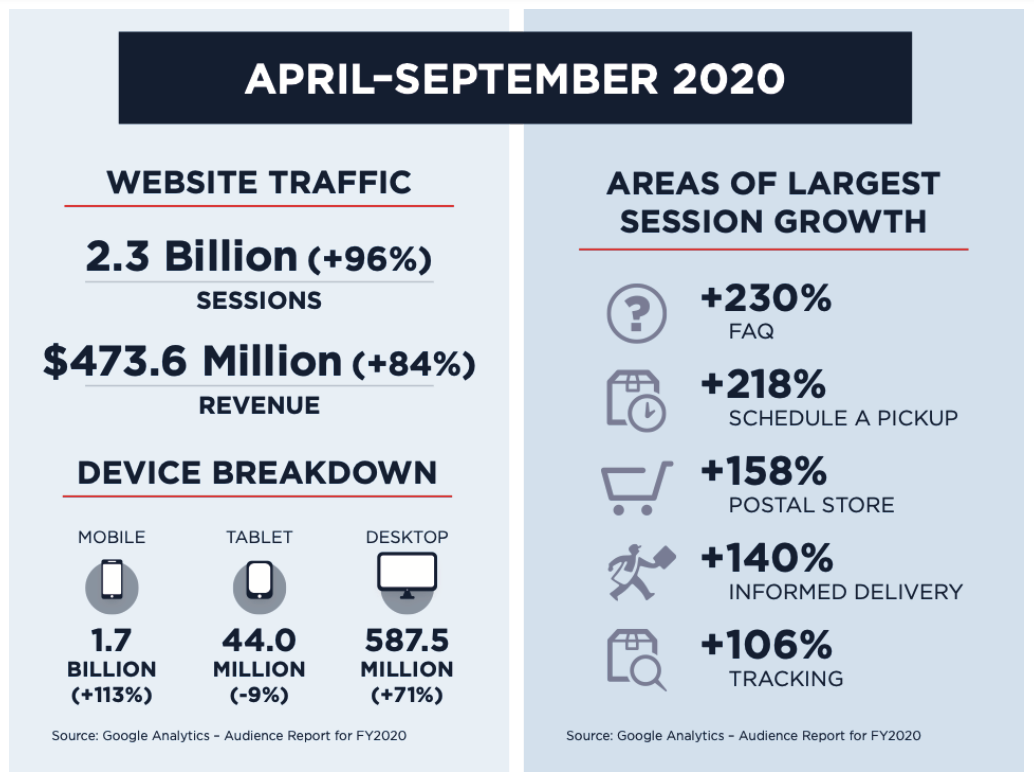 APRIL–SEPTEMBER 2020
WEBSITE TRAFFIC
2.3 Billion (+96%)
SESSIONS
$473.6 Million (+84%)
REVENUE
DEVICE BREAKDOWN
MOBILE
1.7
BILLION
(+113%)
TABLET
44.0
MILLION
(-9%)
DESKTOP
587.5
MILLION
(+71%)
Source: Google Analytics – Audience Report for FY2020
AREAS OF LARGEST
SESSION GROWTH
?
+230%
FAQ
+218%
SCHEDULE A PICKUP
+158%
POSTAL STORE
+140%
INFORMED DELIVERY
+106%
TRACKING
Source: Google Analytics – Audience Report for FY2020